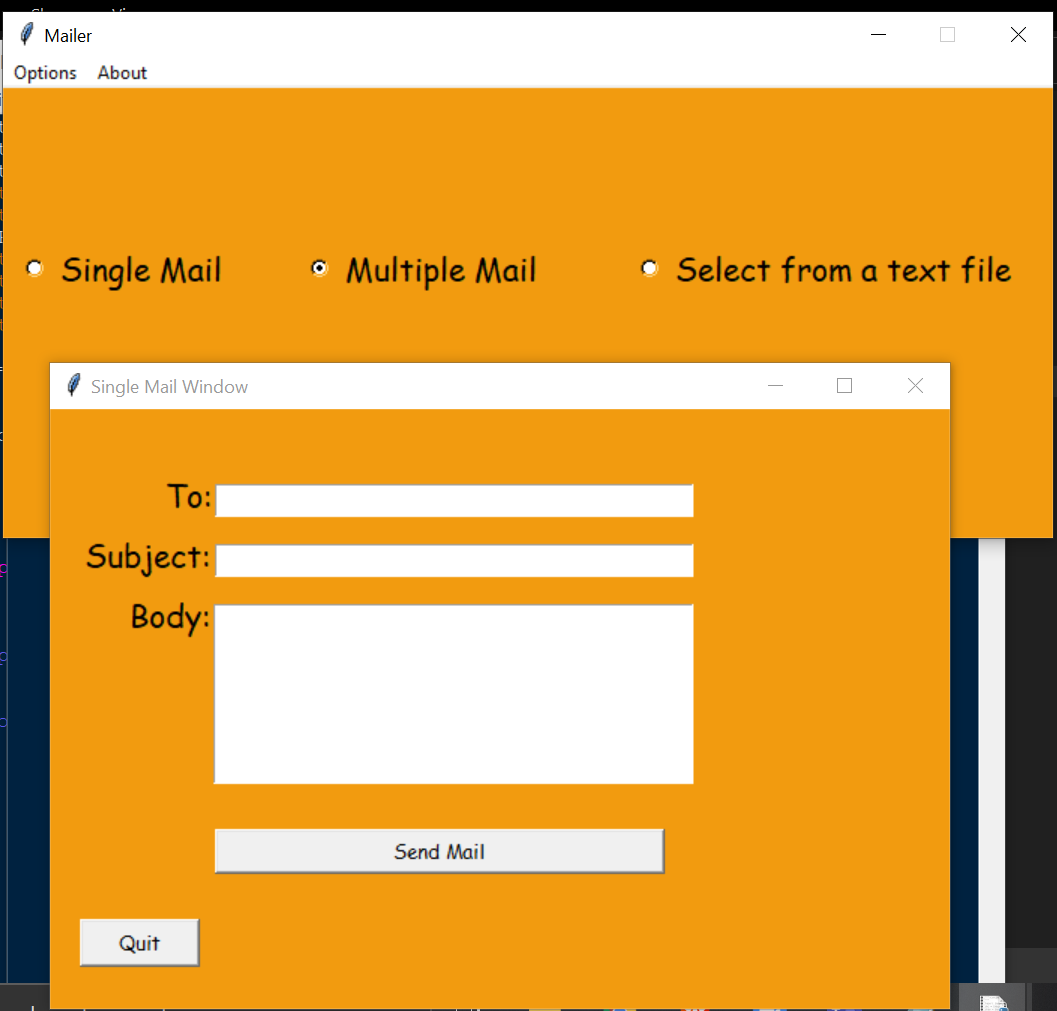 Mailer
Options About
Single Mail Multiple Mail Select from a text file
Single Mail Window
To:
Subject:
Body:
Send Mail
Quit